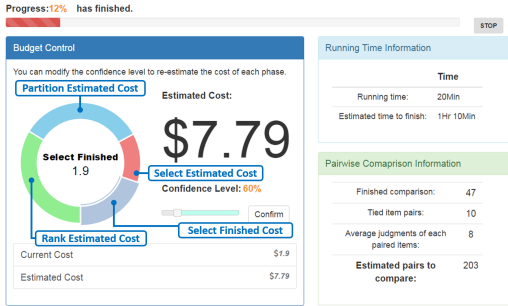 Progress:12% has finished.
STOP
Budget Control
You can modify the confidence level to re-estimate the cost of each phase.
Partition Estimated Cost
Estimated Cost:
$7.79
Select Finished
1.9
Select Estimated Cost
Confidence Level: 60%
Confirm
Select Finished Cost
Rank Estimated Cost
Current Cost $1.9
Estimated Cost $7.79
Running Time Information
Time
Running time: 20Min
Estimated time to finish: 1Hr 10Min
Pairwise Comaprison Information
Finished comparison: 47
Tied item pairs: 10
Average judgments of each 8
paired items:
Estimated pairs to 203
compare: